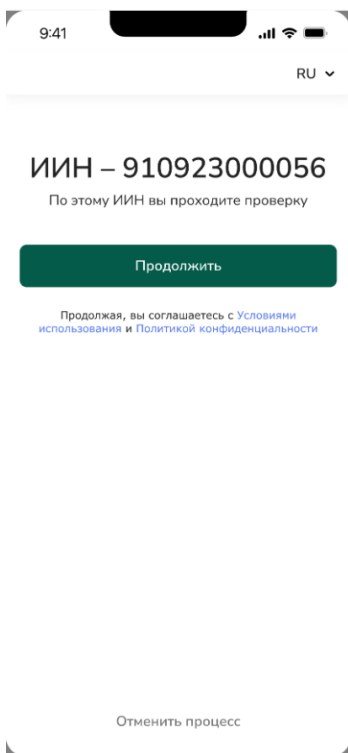 9:41
RU
ИИН – 910923000056
По этому ИИН вы проходите проверку
Продолжить
Продолжая, вы соглашаетесь с Условиями
использования и Политикой конфиденциальности
Отменить процесс